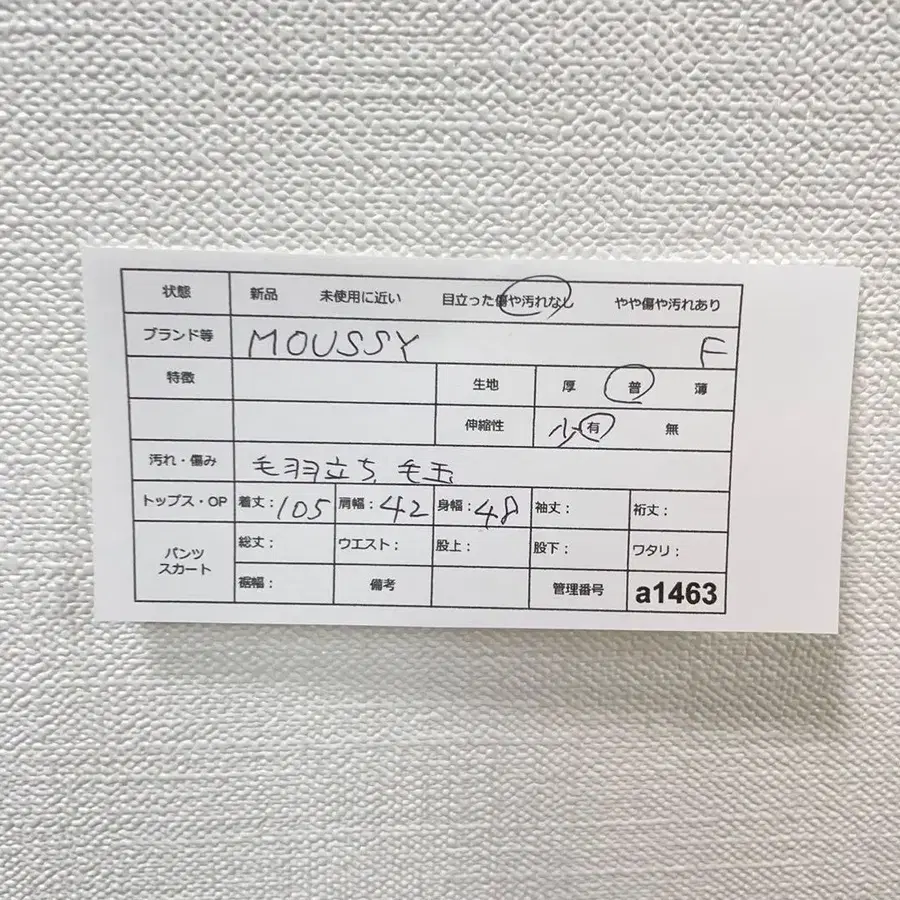 状態 新品 未使用に近い 目立った傷や汚れなし やや傷や汚れあり
ブランド等 MOUSSY F
特徴 生地 厚 普 薄
伸縮性 少 有 無
汚れ・傷み 毛羽立ち、毛玉
トップス・OP 着丈：105 肩幅：42 身幅：48 袖丈： 裄丈：
パンツ スカート 総丈： ウエスト： 股上： 股下： ワタリ：
裾幅： 備考 管理番号 a1463